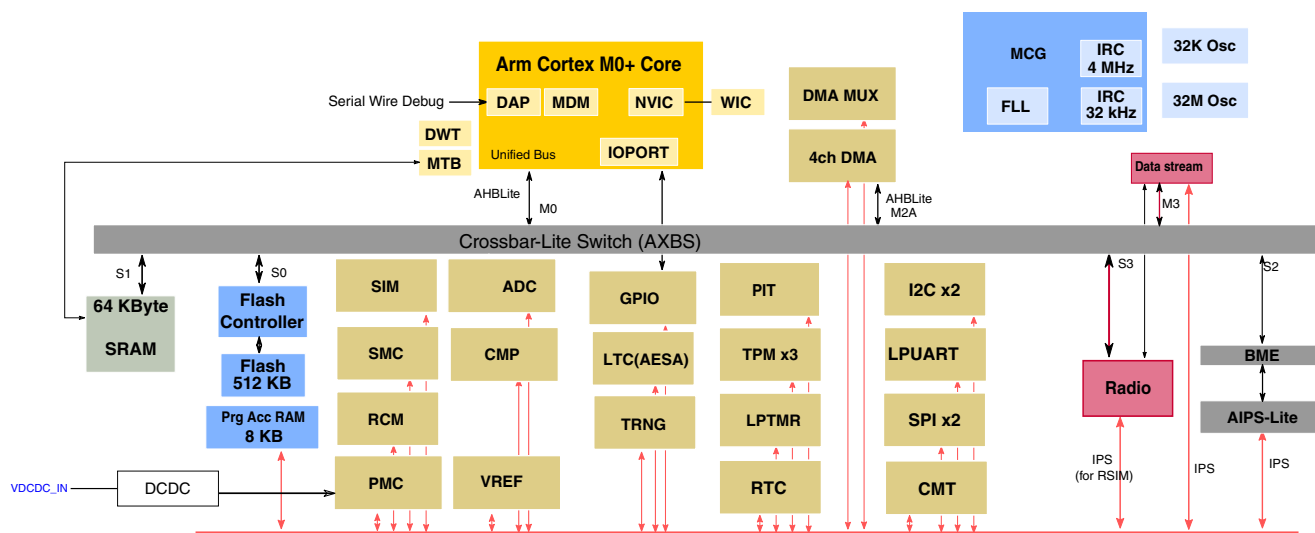 Arm Cortex M0+ Core
Serial Wire Debug
DAP
MDM
NVIC
WIC
DWT
MTB
Unified Bus
IOPORT
DMA MUX
4ch DMA
MCG
IRC
4 MHz
FLL
IRC
32 kHz
32K Osc
32M Osc
Data stream
AHBLite
M0
AHBLite
M2A
M3
Crossbar-Lite Switch (AXBS)
S1
S0
S3
S2
64 KByte
SRAM
Flash
Controller
Flash
512 KB
Prg Acc RAM
8 KB
SIM
SMC
RCM
PMC
ADC
CMP
VREF
GPIO
LTC(AESA)
TRNG
PIT
TPM x3
LPTMR
RTC
I2C x2
LPUART
SPI x2
CMT
Radio
BME
AIPS-Lite
IPS
(for RSIM)
IPS
IPS
VDCDC_IN
DCDC